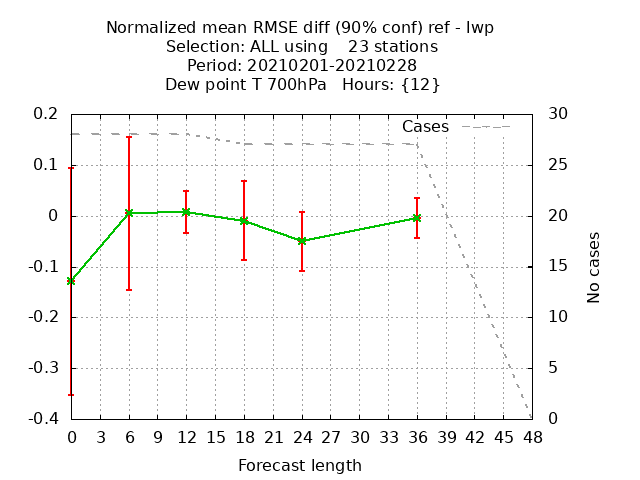 Normalized mean RMSE diff (90% conf) ref - lwp
Selection: ALL using    23 stations
Period: 20210201-20210228
Dew point T 700hPa   Hours: {12}
0.2
0.1
0
-0.1
-0.2
-0.3
-0.4
Cases
30
25
20
15
10
5
0
No cases
0 3 6 9 12 15 18 21 24 27 30 33 36 39 42 45 48
Forecast length